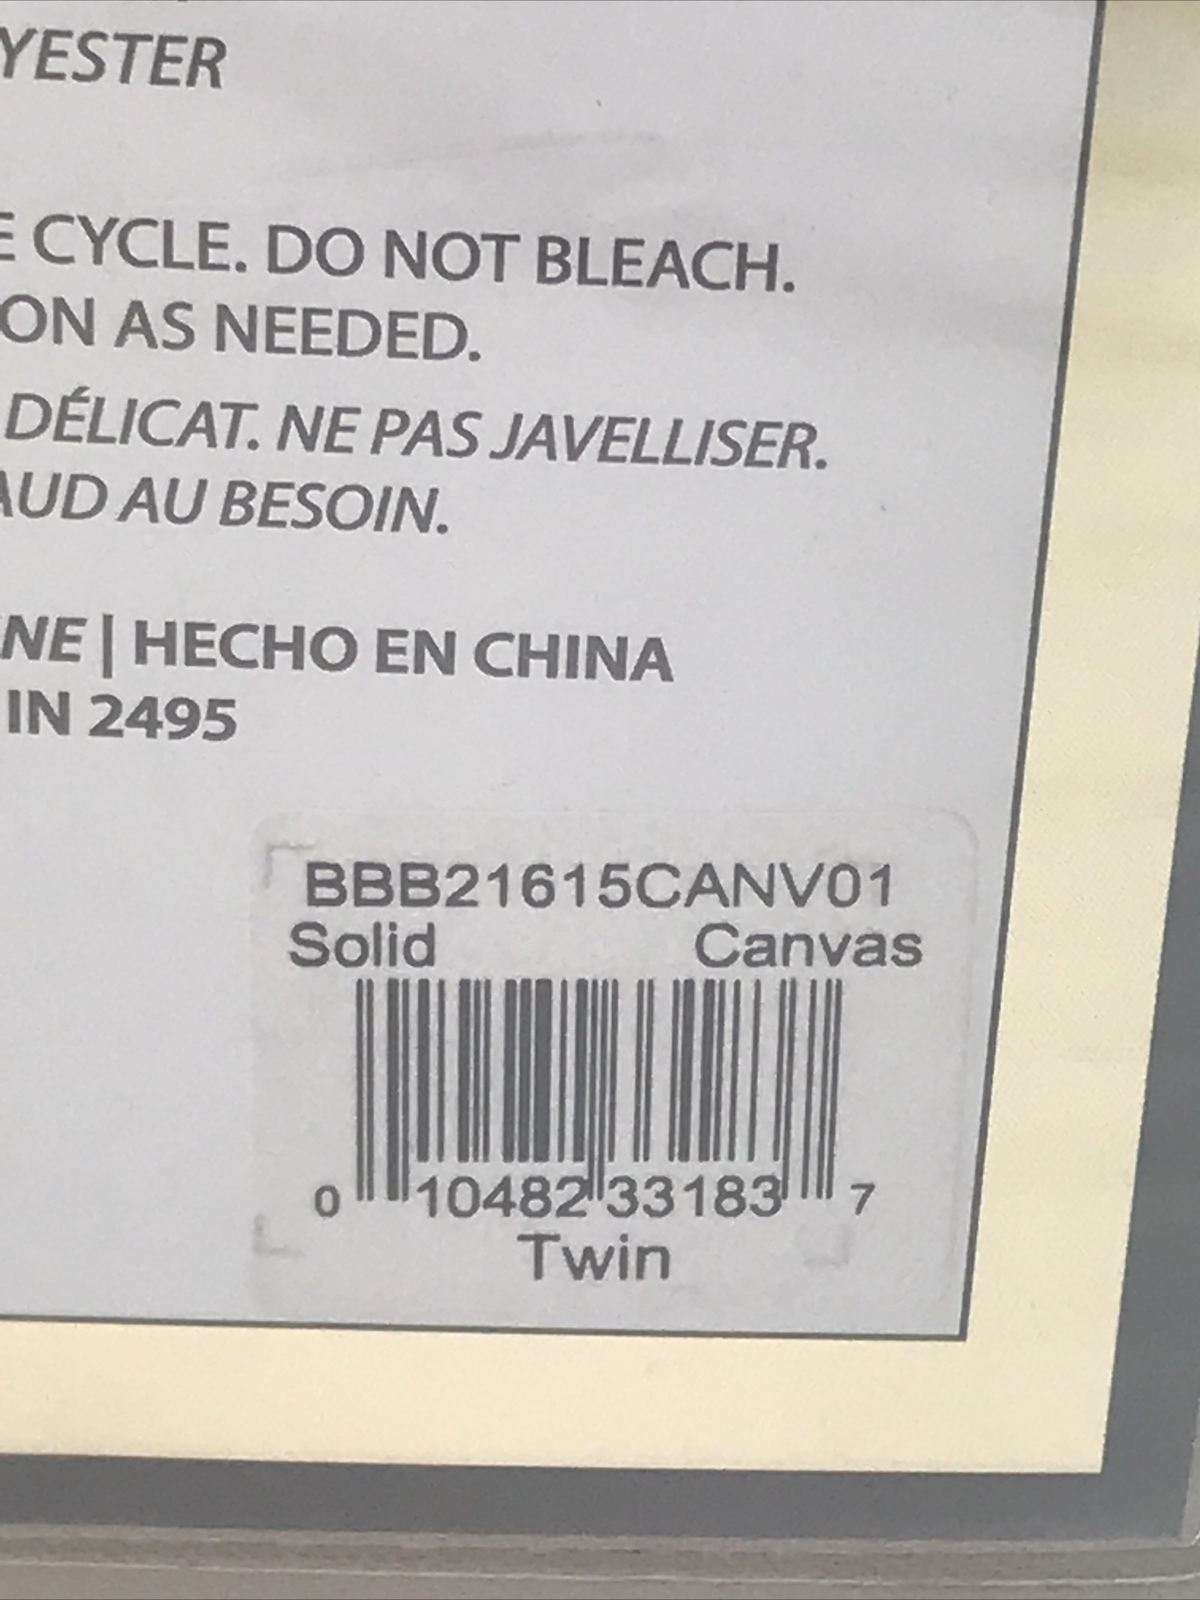 YESTER
E CYCLE. DO NOT BLEACH.
ON AS NEEDED.
DÉLICAT. NE PAS JAVELLISER.
AUD AU BESOIN.
NE | HECHO EN CHINA
IN 2495
BBB21615CANV01
Solid Canvas
0 10482 33183 7
Twin